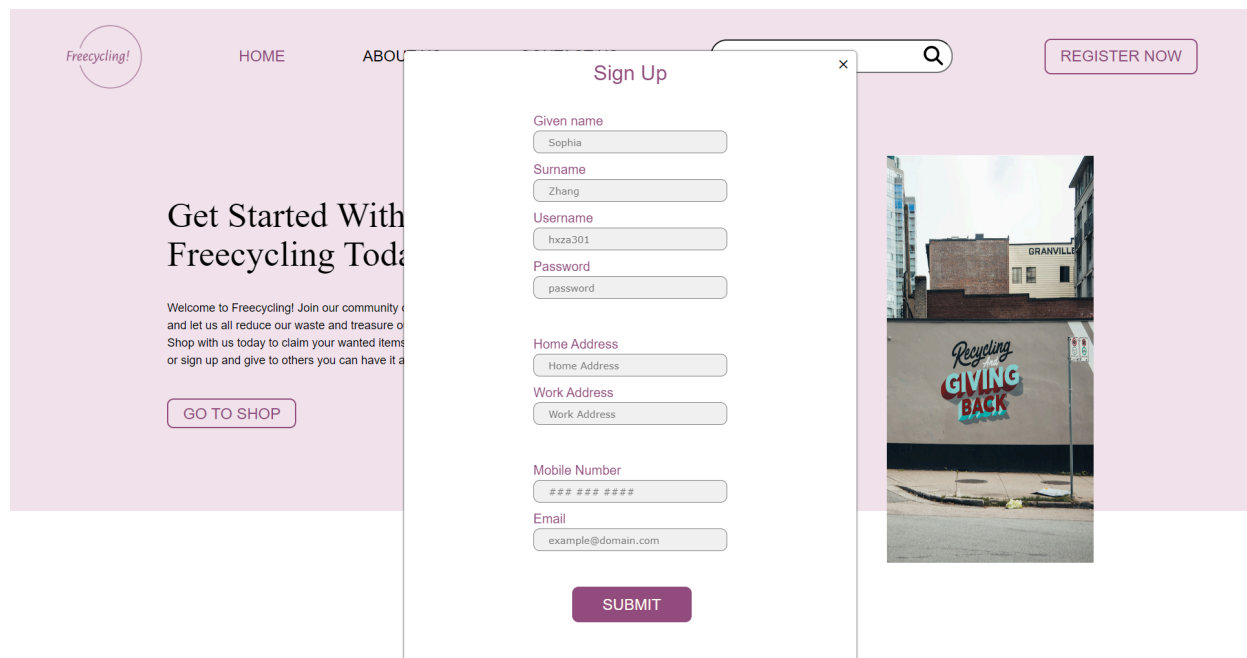 Freecycling!
HOME
REGISTER NOW
Sign Up
×
Given name
Sophia
Surname
Zhang
Username
hxza301
Password
password
Home Address
Home Address
Work Address
Work Address
Mobile Number
### ### ####
Email
example@domain.com
SUBMIT
Get Started With
Freecycling
Welcome to Freecycling! Join our community
and let us all reduce our waste and treasure
Shop with us today to claim your wanted items
or sign up and give to others you can have it
GO TO SHOP
GRANVILLE
Recycling
And
GIVING
BACK